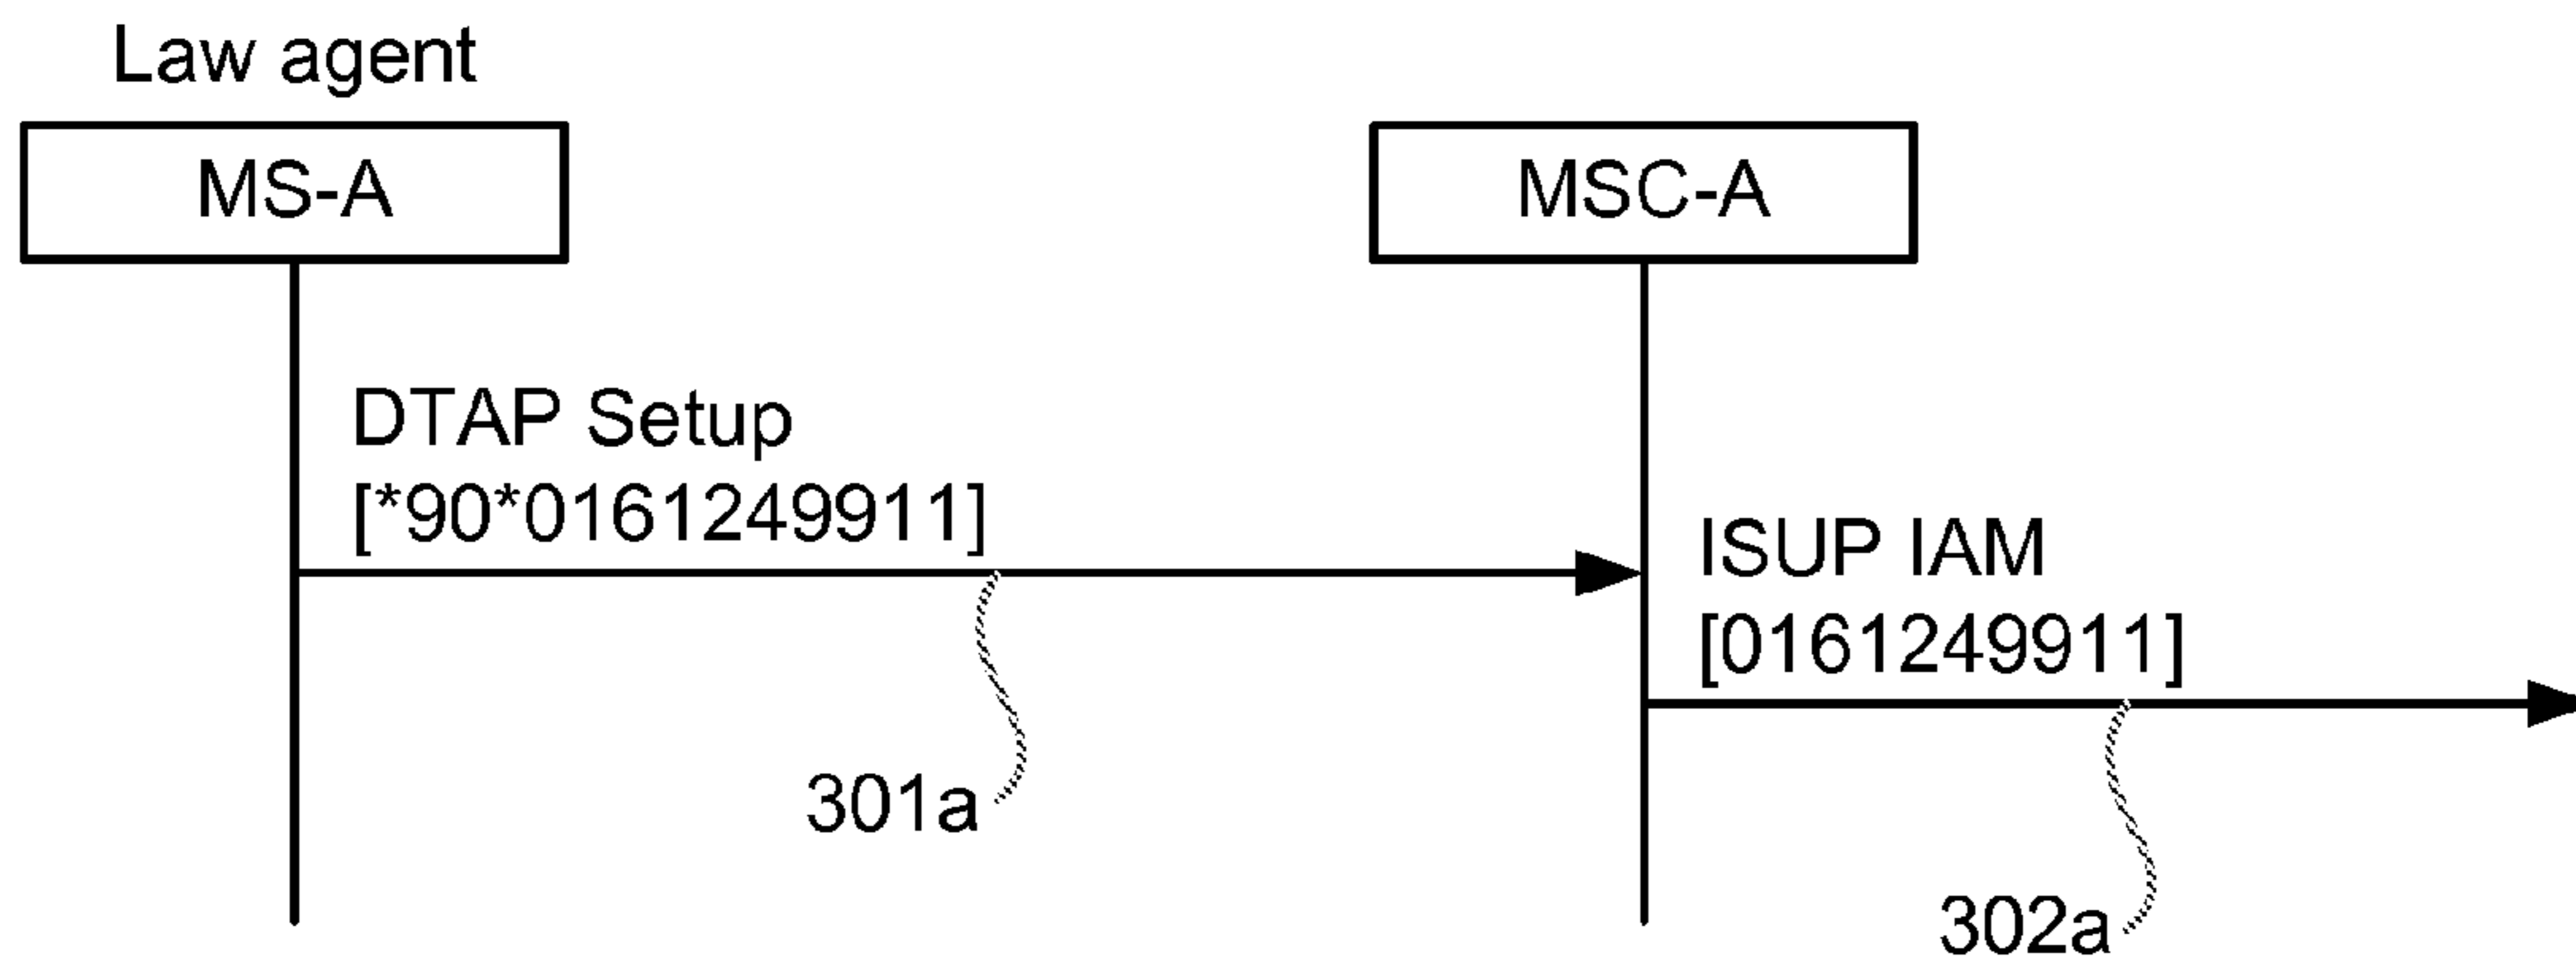 Law agent
MS-A
MSC-A
DTAP Setup
[*90*0161249911]
ISUP IAM
[0161249911]
301a
302a